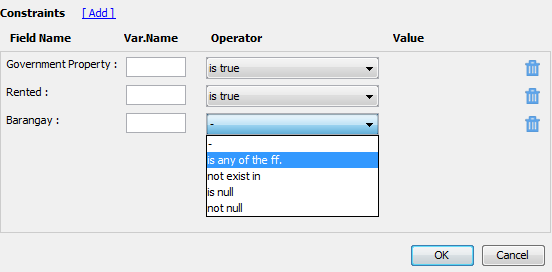 Constraints [ Add ]
Field Name Var.Name Operator Value
Government Property : is true
Rented : is true
Barangay : -
-
is any of the ff.
not exist in
is null
not null
OK Cancel